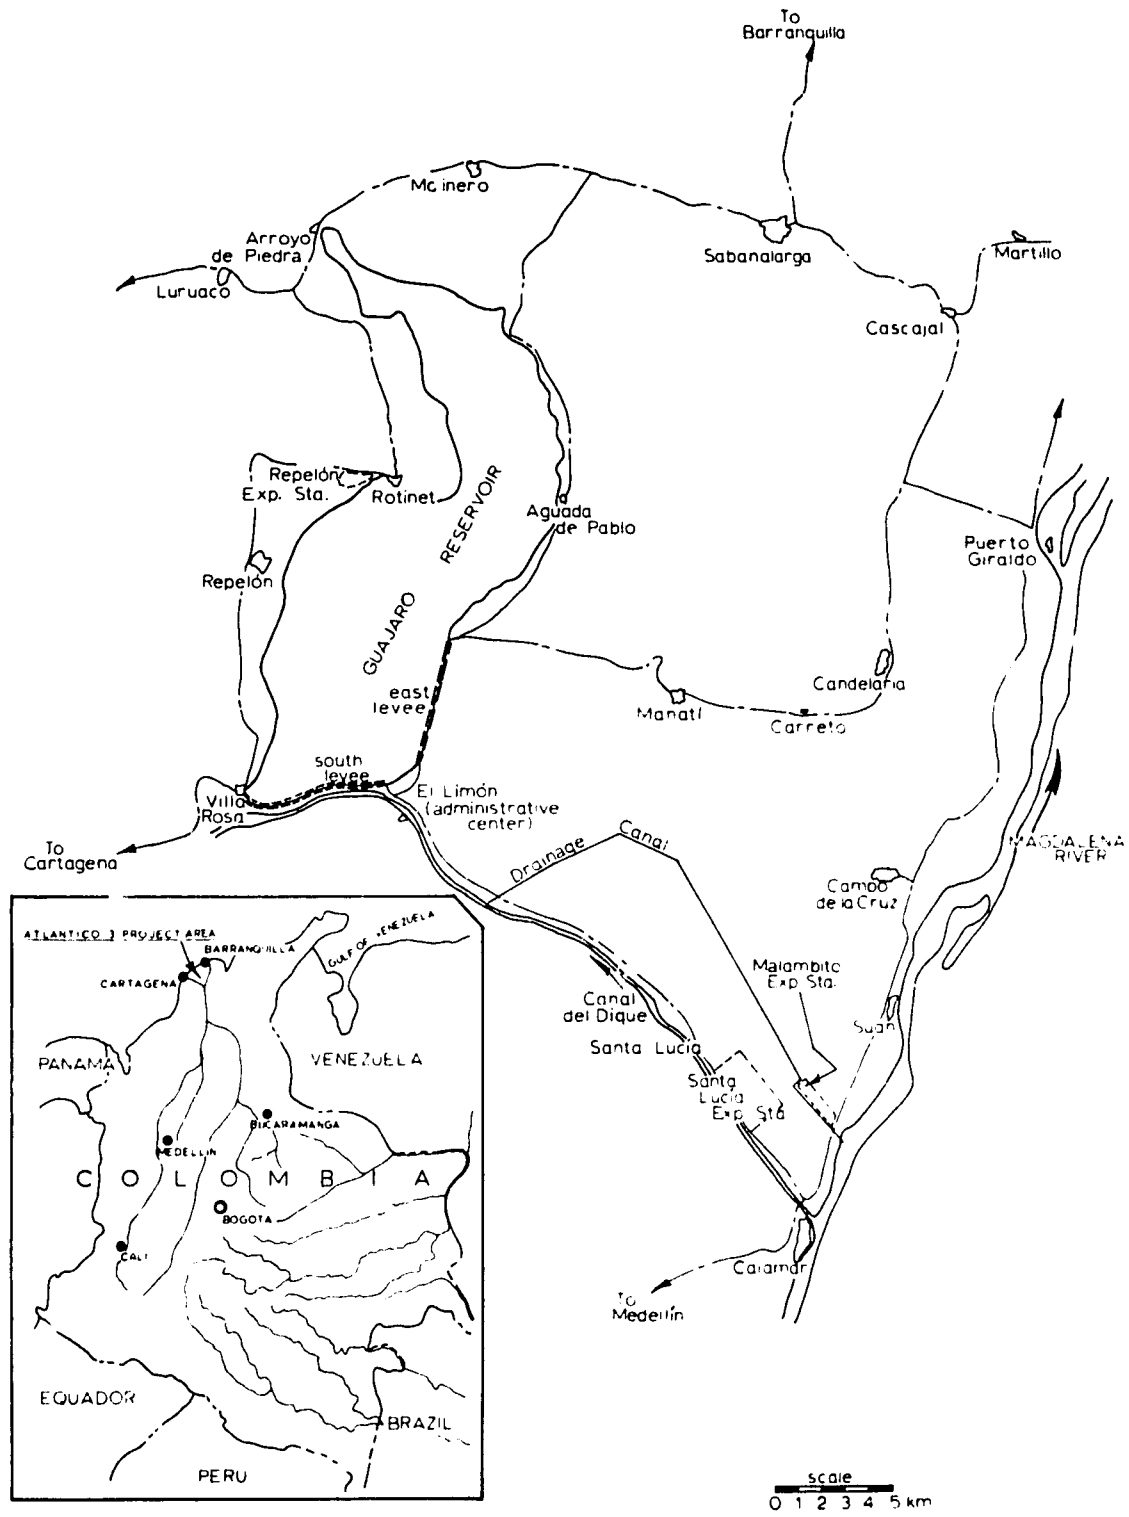 To
Barranquilla
Molinero
Arroyo
de Piedra
Luruaco
Sabanalarga
Martillo
Cascajal
Repelón
Exp. Sta.
Rotinet
RESERVOIR
GUAJARO
Aguada
de Pablo
Puerto
Giraldo
Repelón
Candelaria
Manatí
Carreto
east
levee
south
levee
Villa
Rosa
El Limón
(administrative
center)
To
Cartagena
Drainage Canal
MAGDALENA
RIVER
Campo
de la Cruz
Malambito
Exp Sta.
Canal
del Dique
Suan
Santa Lucía
Santa
Lucía
Exp Sta
Calamar
To
Medellín
ATLANTICO 3 PROJECT AREA
BARRANQUILLA
CARTAGENA
GULF OF VENEZUELA
PANAMA
VENEZUELA
BUCARAMANGA
MEDELLIN
COLOMBIA
BOGOTA
CALI
EQUADOR
BRAZIL
PERU
scale
0 1 2 3 4 5 km